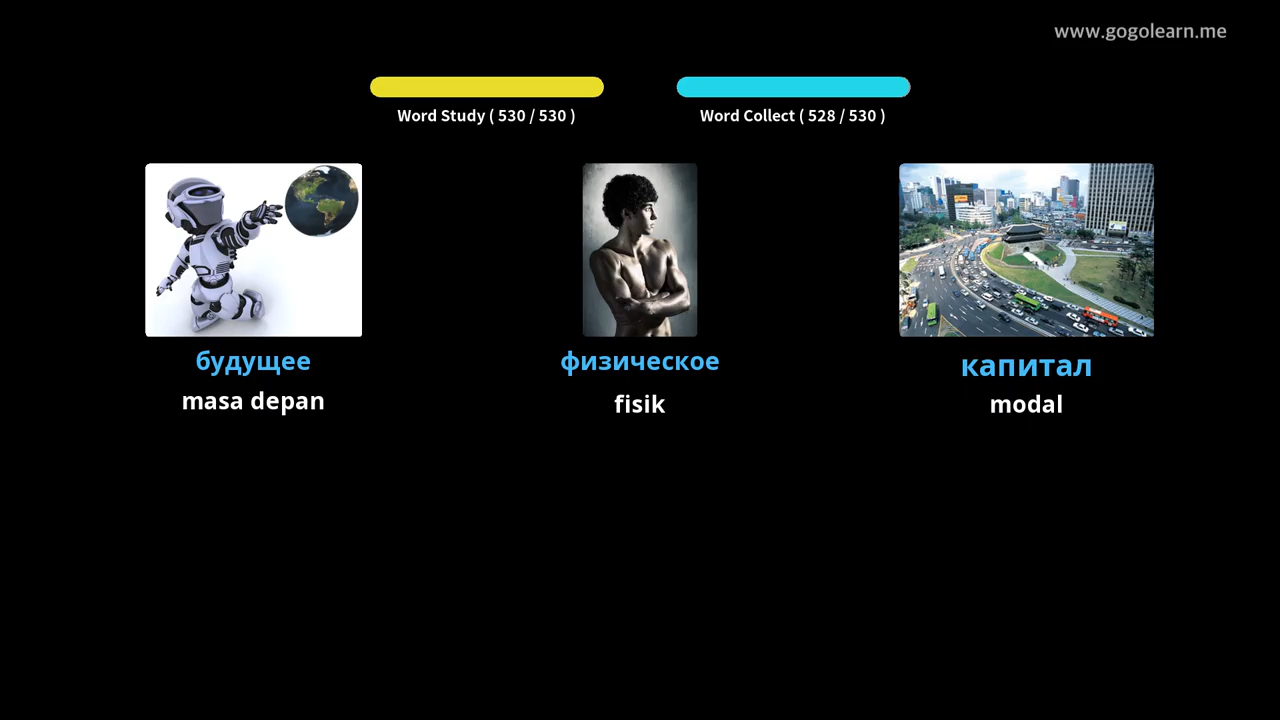 www.gogolearn.me
Word Study ( 530 / 530 )
Word Collect ( 528 / 530 )
будущее
физическое
капитал
masa depan
fisik
modal